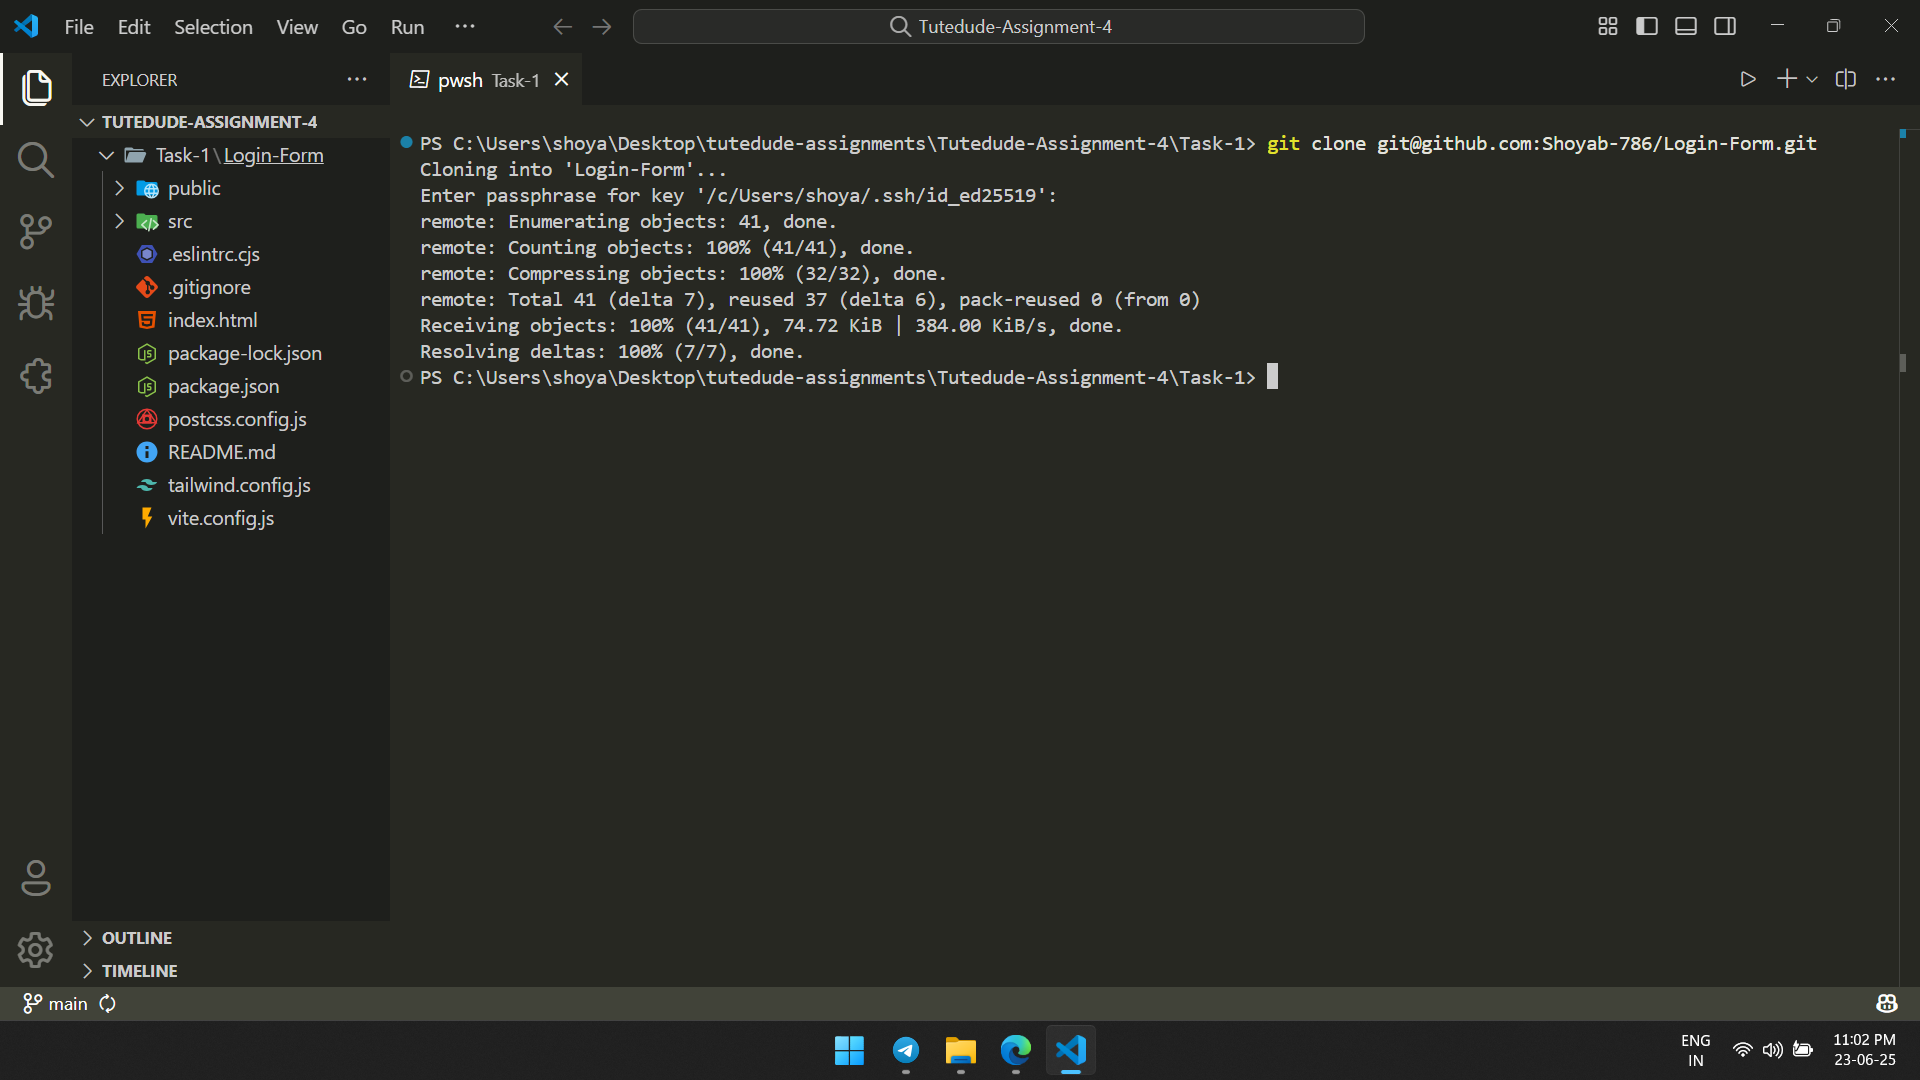 File Edit Selection View Go Run ··· Tutedude-Assignment-4
EXPLORER ···
TUTEDUDE-ASSIGNMENT-4
Task-1\Login-Form
public
src
.eslintrc.cjs
.gitignore
index.html
package-lock.json
package.json
postcss.config.js
README.md
tailwind.config.js
vite.config.js
OUTLINE
TIMELINE
pwsh Task-1
PS C:\Users\shoya\Desktop\tutedude-assignments\Tutedude-Assignment-4\Task-1> git clone git@github.com:Shoyab-786/Login-Form.git
Cloning into 'Login-Form'...
Enter passphrase for key '/c/Users/shoya/.ssh/id_ed25519':
remote: Enumerating objects: 41, done.
remote: Counting objects: 100% (41/41), done.
remote: Compressing objects: 100% (32/32), done.
remote: Total 41 (delta 7), reused 37 (delta 6), pack-reused 0 (from 0)
Receiving objects: 100% (41/41), 74.72 KiB | 384.00 KiB/s, done.
Resolving deltas: 100% (7/7), done.
PS C:\Users\shoya\Desktop\tutedude-assignments\Tutedude-Assignment-4\Task-1>
main
ENG
IN
11:02 PM
23-06-25